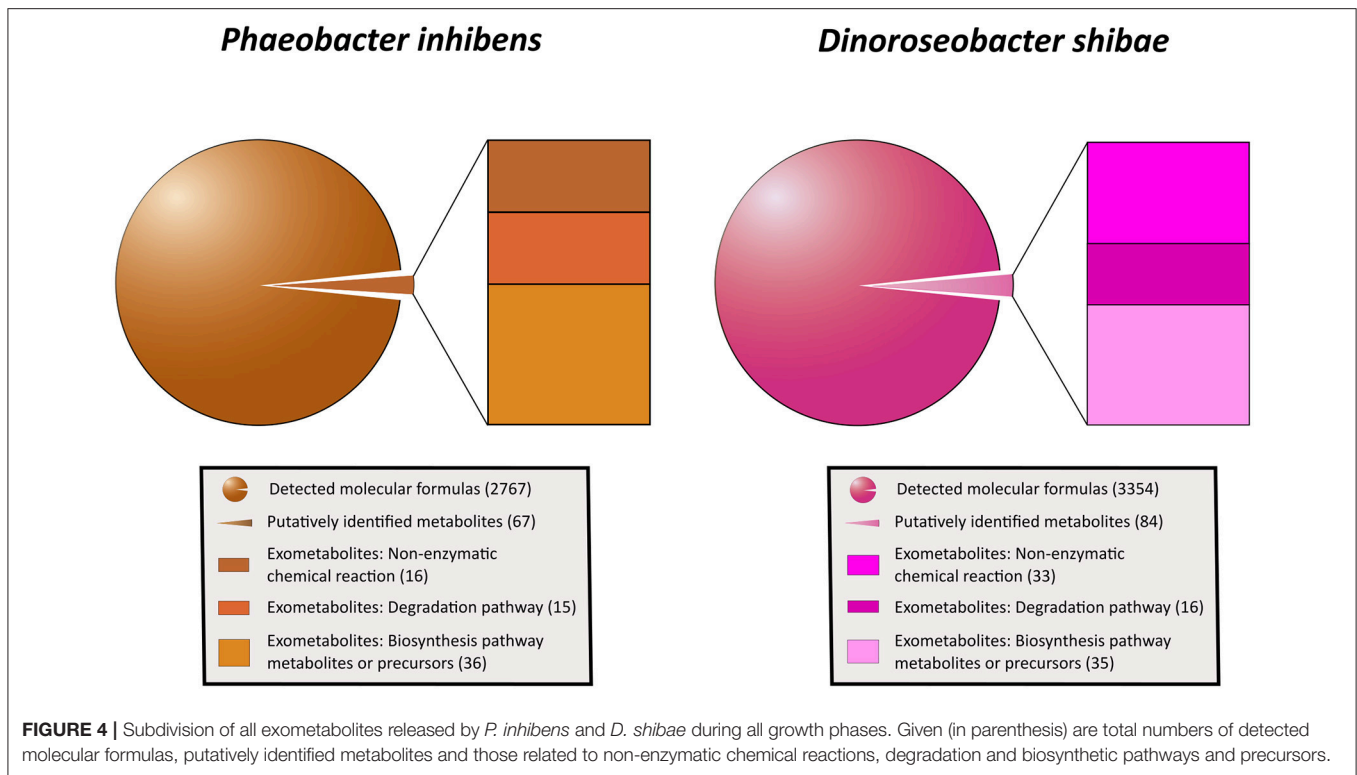 Phaeobacter inhibens
Dinoroseobacter shibae
Detected molecular formulas (2767)
Putatively identified metabolites (67)
Exometabolites: Non-enzymatic
chemical reaction (16)
Exometabolites: Degradation pathway (15)
Exometabolites: Biosynthesis pathway
metabolites or precursors (36)
Detected molecular formulas (3354)
Putatively identified metabolites (84)
Exometabolites: Non-enzymatic
chemical reaction (33)
Exometabolites: Degradation pathway (16)
Exometabolites: Biosynthesis pathway
metabolites or precursors (35)
FIGURE 4 | Subdivision of all exometabolites released by P. inhibens and D. shibae during all growth phases. Given (in parenthesis) are total numbers of detected
molecular formulas, putatively identified metabolites and those related to non-enzymatic chemical reactions, degradation and biosynthetic pathways and precursors.